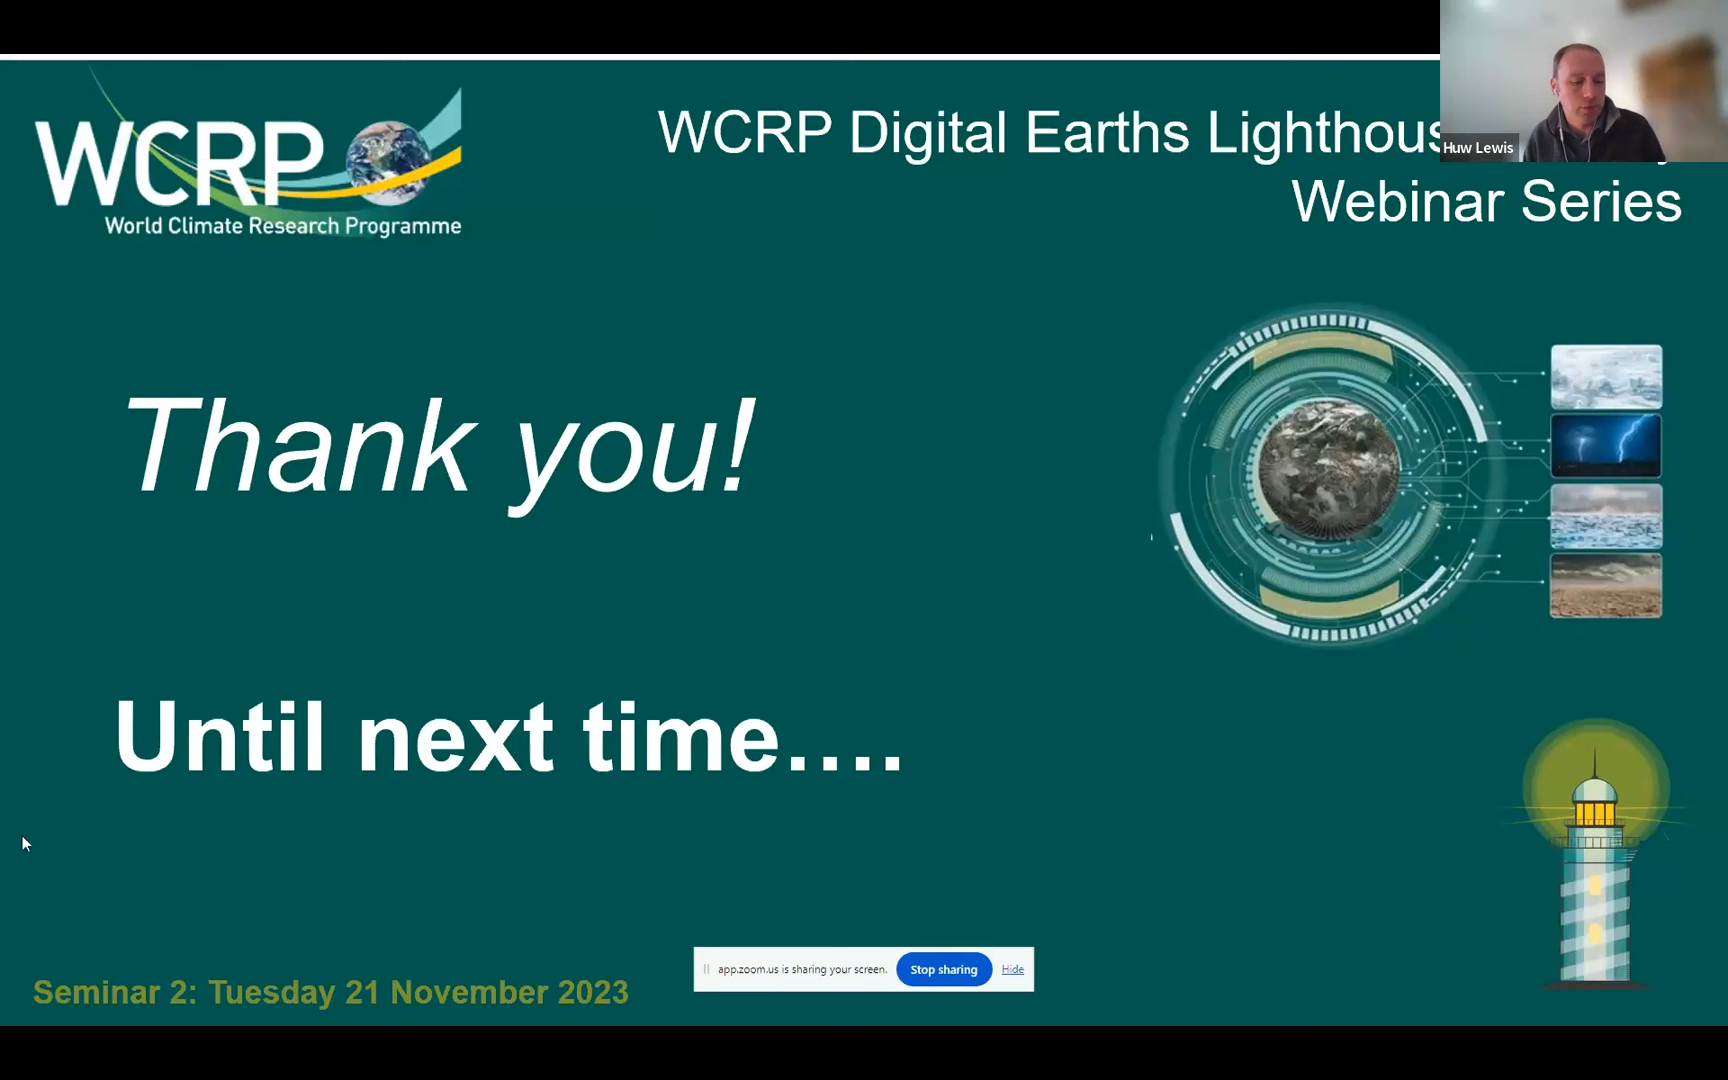 WCRP
World Climate Research Programme
WCRP Digital Earths
Webinar Series
Huw Lewis
Thank you!
Until next time....
app.zoom.us is sharing your screen.
Stop sharing
Hide
Seminar 2: Tuesday 21 November 2023